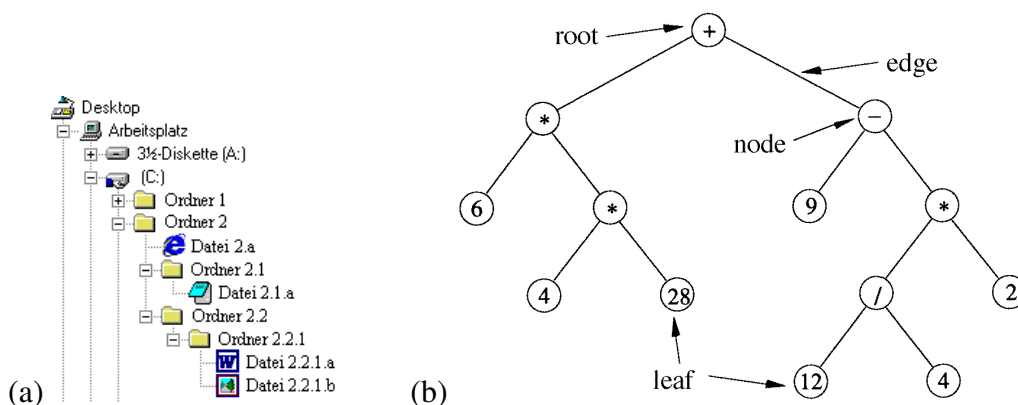 Desktop
Arbeitsplatz
3½-Diskette (A:)
(C:)
Ordner 1
Ordner 2
Datei 2.a
Ordner 2.1
Datei 2.1.a
Ordner 2.2
Ordner 2.2.1
W Datei 2.2.1.a
Datei 2.2.1.b
(a)
root +
edge
* −
node
6 * 9 *
4 28 / 2
leaf 12 4
(b)